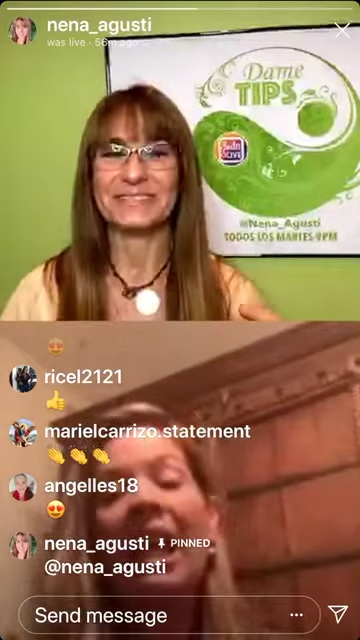 nena_agusti
was live · 56m ago
Dame
TIPS
@Nena_Agusti
TODOS LOS MARTES 9PM
ricel2121
marielcarrizo.statement
angelles18
nena_agusti PINNED
@nena_agusti
Send message